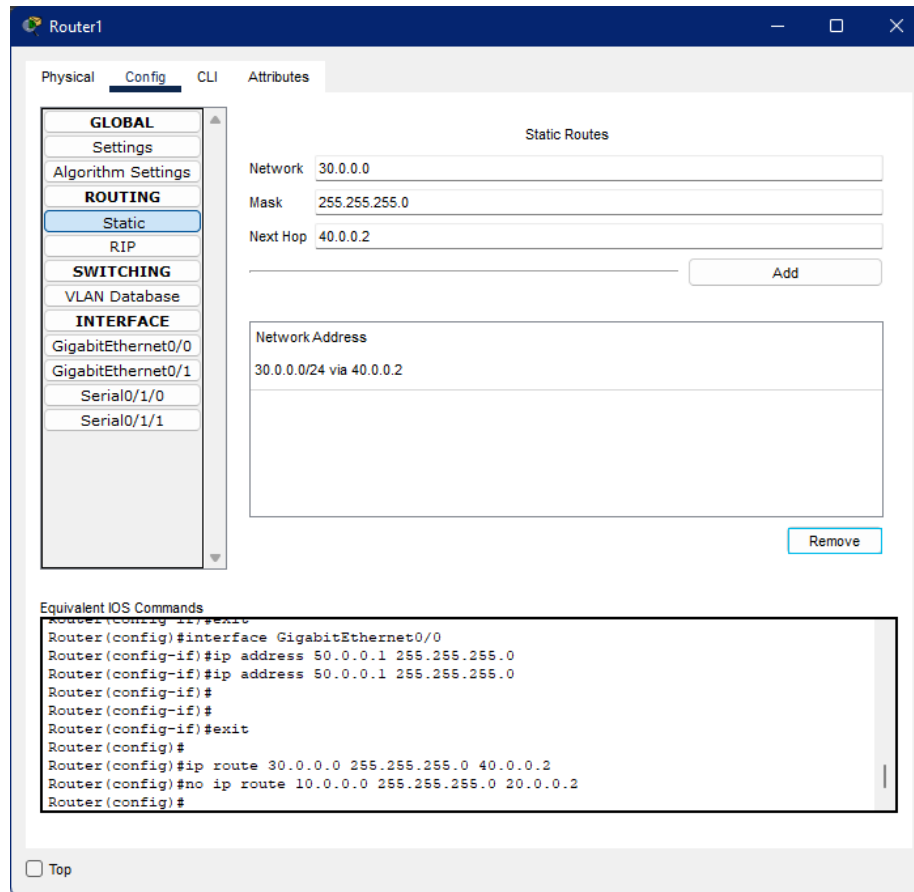 Router1
Physical Config CLI Attributes
GLOBAL
Settings
Algorithm Settings
ROUTING
Static
RIP
SWITCHING
VLAN Database
INTERFACE
GigabitEthernet0/0
GigabitEthernet0/1
Serial0/1/0
Serial0/1/1
Static Routes
Network 30.0.0.0
Mask 255.255.255.0
Next Hop 40.0.0.2
Add
Network Address
30.0.0.0/24 via 40.0.0.2
Remove
Equivalent IOS Commands
Router(config-if)#exit
Router(config)#interface GigabitEthernet0/0
Router(config-if)#ip address 50.0.0.1 255.255.255.0
Router(config-if)#ip address 50.0.0.1 255.255.255.0
Router(config-if)#
Router(config-if)#
Router(config-if)#exit
Router(config)#
Router(config)#ip route 30.0.0.0 255.255.255.0 40.0.0.2
Router(config)#no ip route 10.0.0.0 255.255.255.0 20.0.0.2
Router(config)#
Top